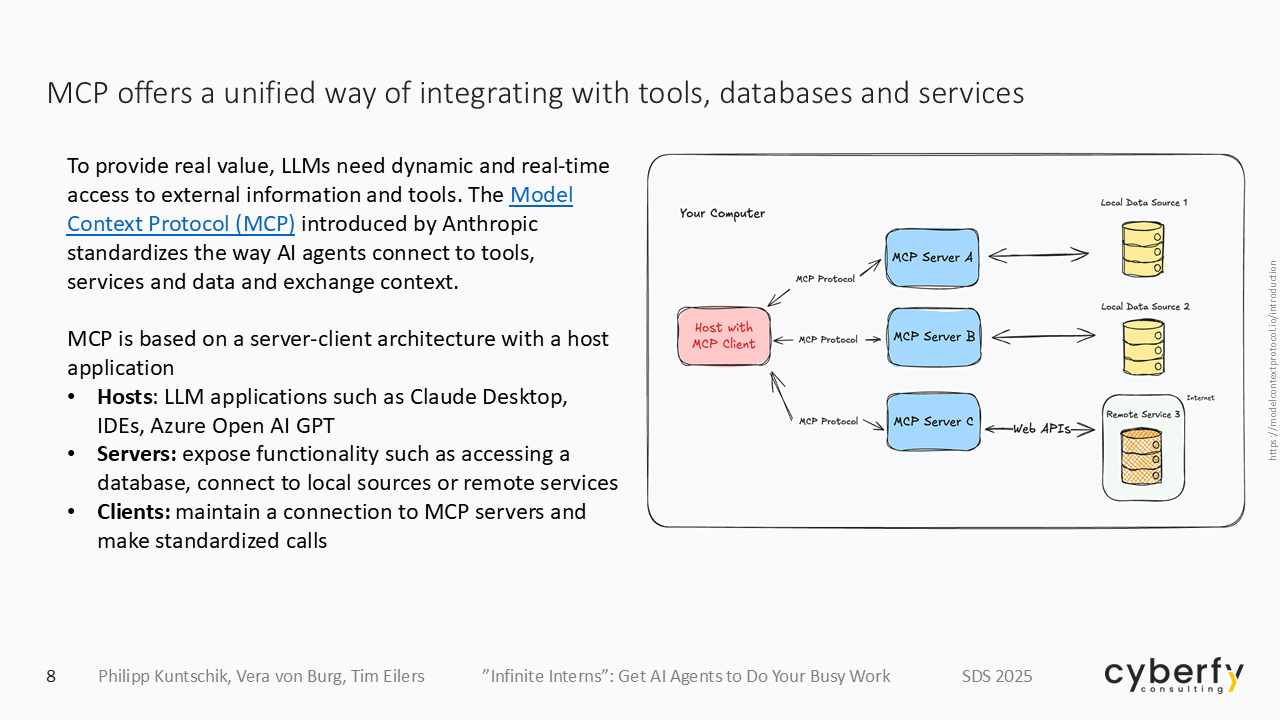 MCP offers a unified way of integrating with tools, databases and services
To provide real value, LLMs need dynamic and real-time
access to external information and tools. The Model
Context Protocol (MCP) introduced by Anthropic
standardizes the way AI agents connect to tools,
services and data and exchange context.
MCP is based on a server-client architecture with a host
application
• Hosts: LLM applications such as Claude Desktop,
IDEs, Azure Open AI GPT
• Servers: expose functionality such as accessing a
database, connect to local sources or remote services
• Clients: maintain a connection to MCP servers and
make standardized calls
Your Computer
Host with
MCP Client
MCP Protocol
MCP Server A
Local Data Source 1
MCP Protocol
MCP Server B
Local Data Source 2
MCP Protocol
MCP Server C
Web APIs
Internet
Remote Service 3
https://modelcontextprotocol.io/introduction
8
Philipp Kuntschik, Vera von Burg, Tim Eilers
”Infinite Interns”: Get AI Agents to Do Your Busy Work
SDS 2025
cyberfy
consulting